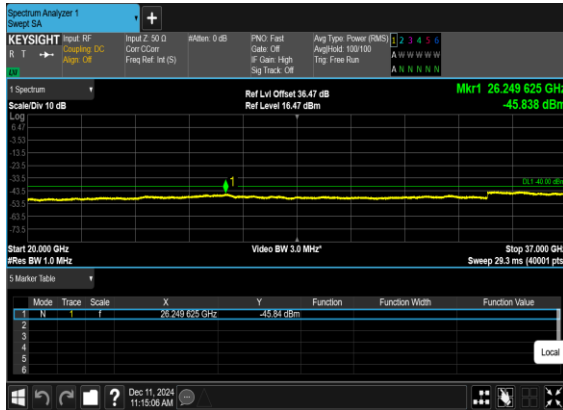 Spectrum Analyzer 1
Swept SA
+
KEYSIGHT Input: RF Input Z: 50 Ω #Atten: 0 dB PNO: Fast Avg Type: Power (RMS) 1 2 3 4 5 6
R T Coupling: DC Corr CCorr Gate: Off Avg|Hold: 100/100 A W W W W W
Align: Off Freq Ref: Int (S) IF Gain: High Trig: Free Run
LXI Sig Track: Off A N N N N N
1 Spectrum Ref Lvl Offset 36.47 dB Mkr1 26.249 625 GHz
Scale/Div 10 dB Ref Level 16.47 dBm -45.838 dBm
Log
6.47
-3.53
-13.5
-23.5
-33.5 DL1 -40.00 dBm
-43.5 1
-53.5
-63.5
-73.5
Start 20.000 GHz Video BW 3.0 MHz* Stop 37.000 GHz
#Res BW 1.0 MHz Sweep 29.3 ms (40001 pts)
5 Marker Table
Mode Trace Scale X Y Function Function Width Function Value
1 N 1 f 26.249 625 GHz -45.84 dBm
2
3
4
5
6
Local
? Dec 11, 2024
11:15:06 AM